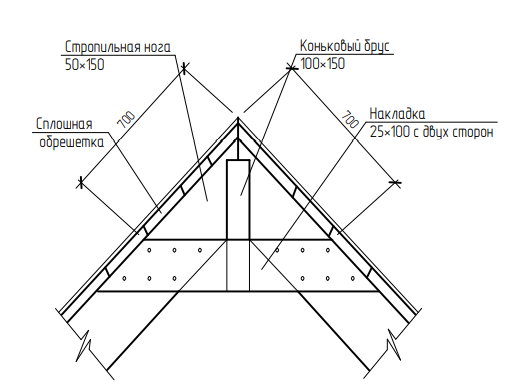 Стропильная нога
50×150
Коньковый брус
100×150
700
700
Накладка
25×100 с двух сторон
Сплошная
обрешетка